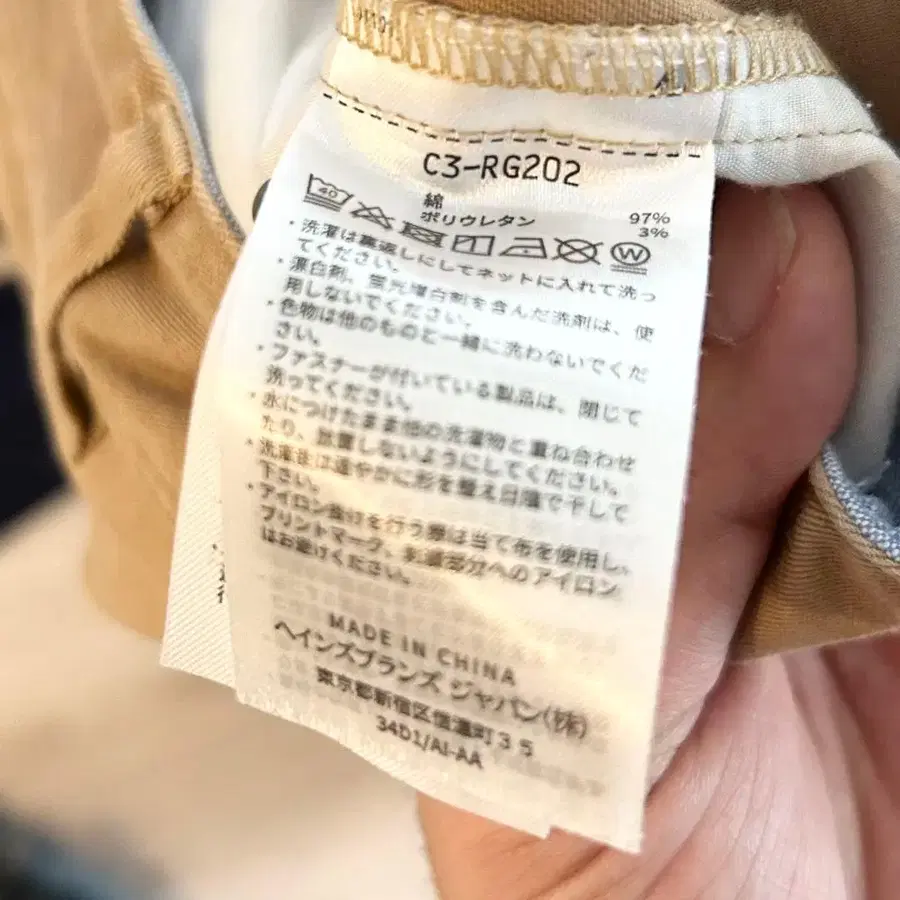 C3-RG202
綿 97%
ポリウレタン 3%
40
W
・洗濯は裏返しにしてネットに入れて洗っ
てください。
・漂白剤、蛍光漂白剤を含んだ洗剤は、使
用しないでください。
・色物は他のものと一緒に洗わないでくだ
さい。
・ファスナーが付いている製品は、閉じて
洗ってください。
・水につけたまま他の洗濯物と重ね合わせ
たり、放置しないようにしてください。
・洗濯後は速やかに形を整え日陰で干して
下さい。
・アイロン掛けを行う際は当て布を使用し、
プリントマーク、刺繍部分へのアイロン
はお避けください。
MADE IN CHINA
ヘインズブランズ ジャパン(株)
東京都新宿区信濃町35
34D1/AI-AA